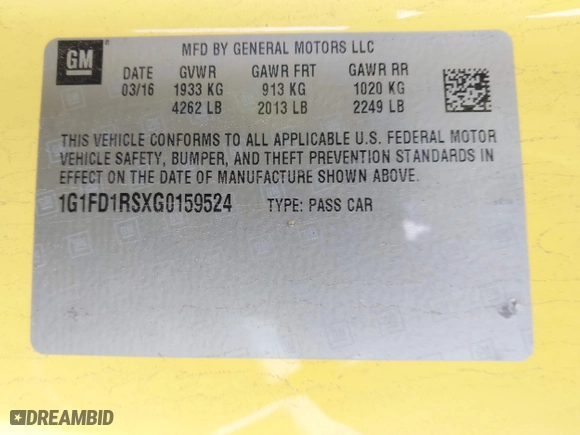 GM
MFD BY GENERAL MOTORS LLC
DATE GVWR GAWR FRT GAWR RR
03/16 1933 KG 913 KG 1020 KG
4262 LB 2013 LB 2249 LB
THIS VEHICLE CONFORMS TO ALL APPLICABLE U.S. FEDERAL MOTOR
VEHICLE SAFETY, BUMPER, AND THEFT PREVENTION STANDARDS IN
EFFECT ON THE DATE OF MANUFACTURE SHOWN ABOVE.
1G1FD1RSXG0159524 TYPE: PASS CAR
DREAMBID